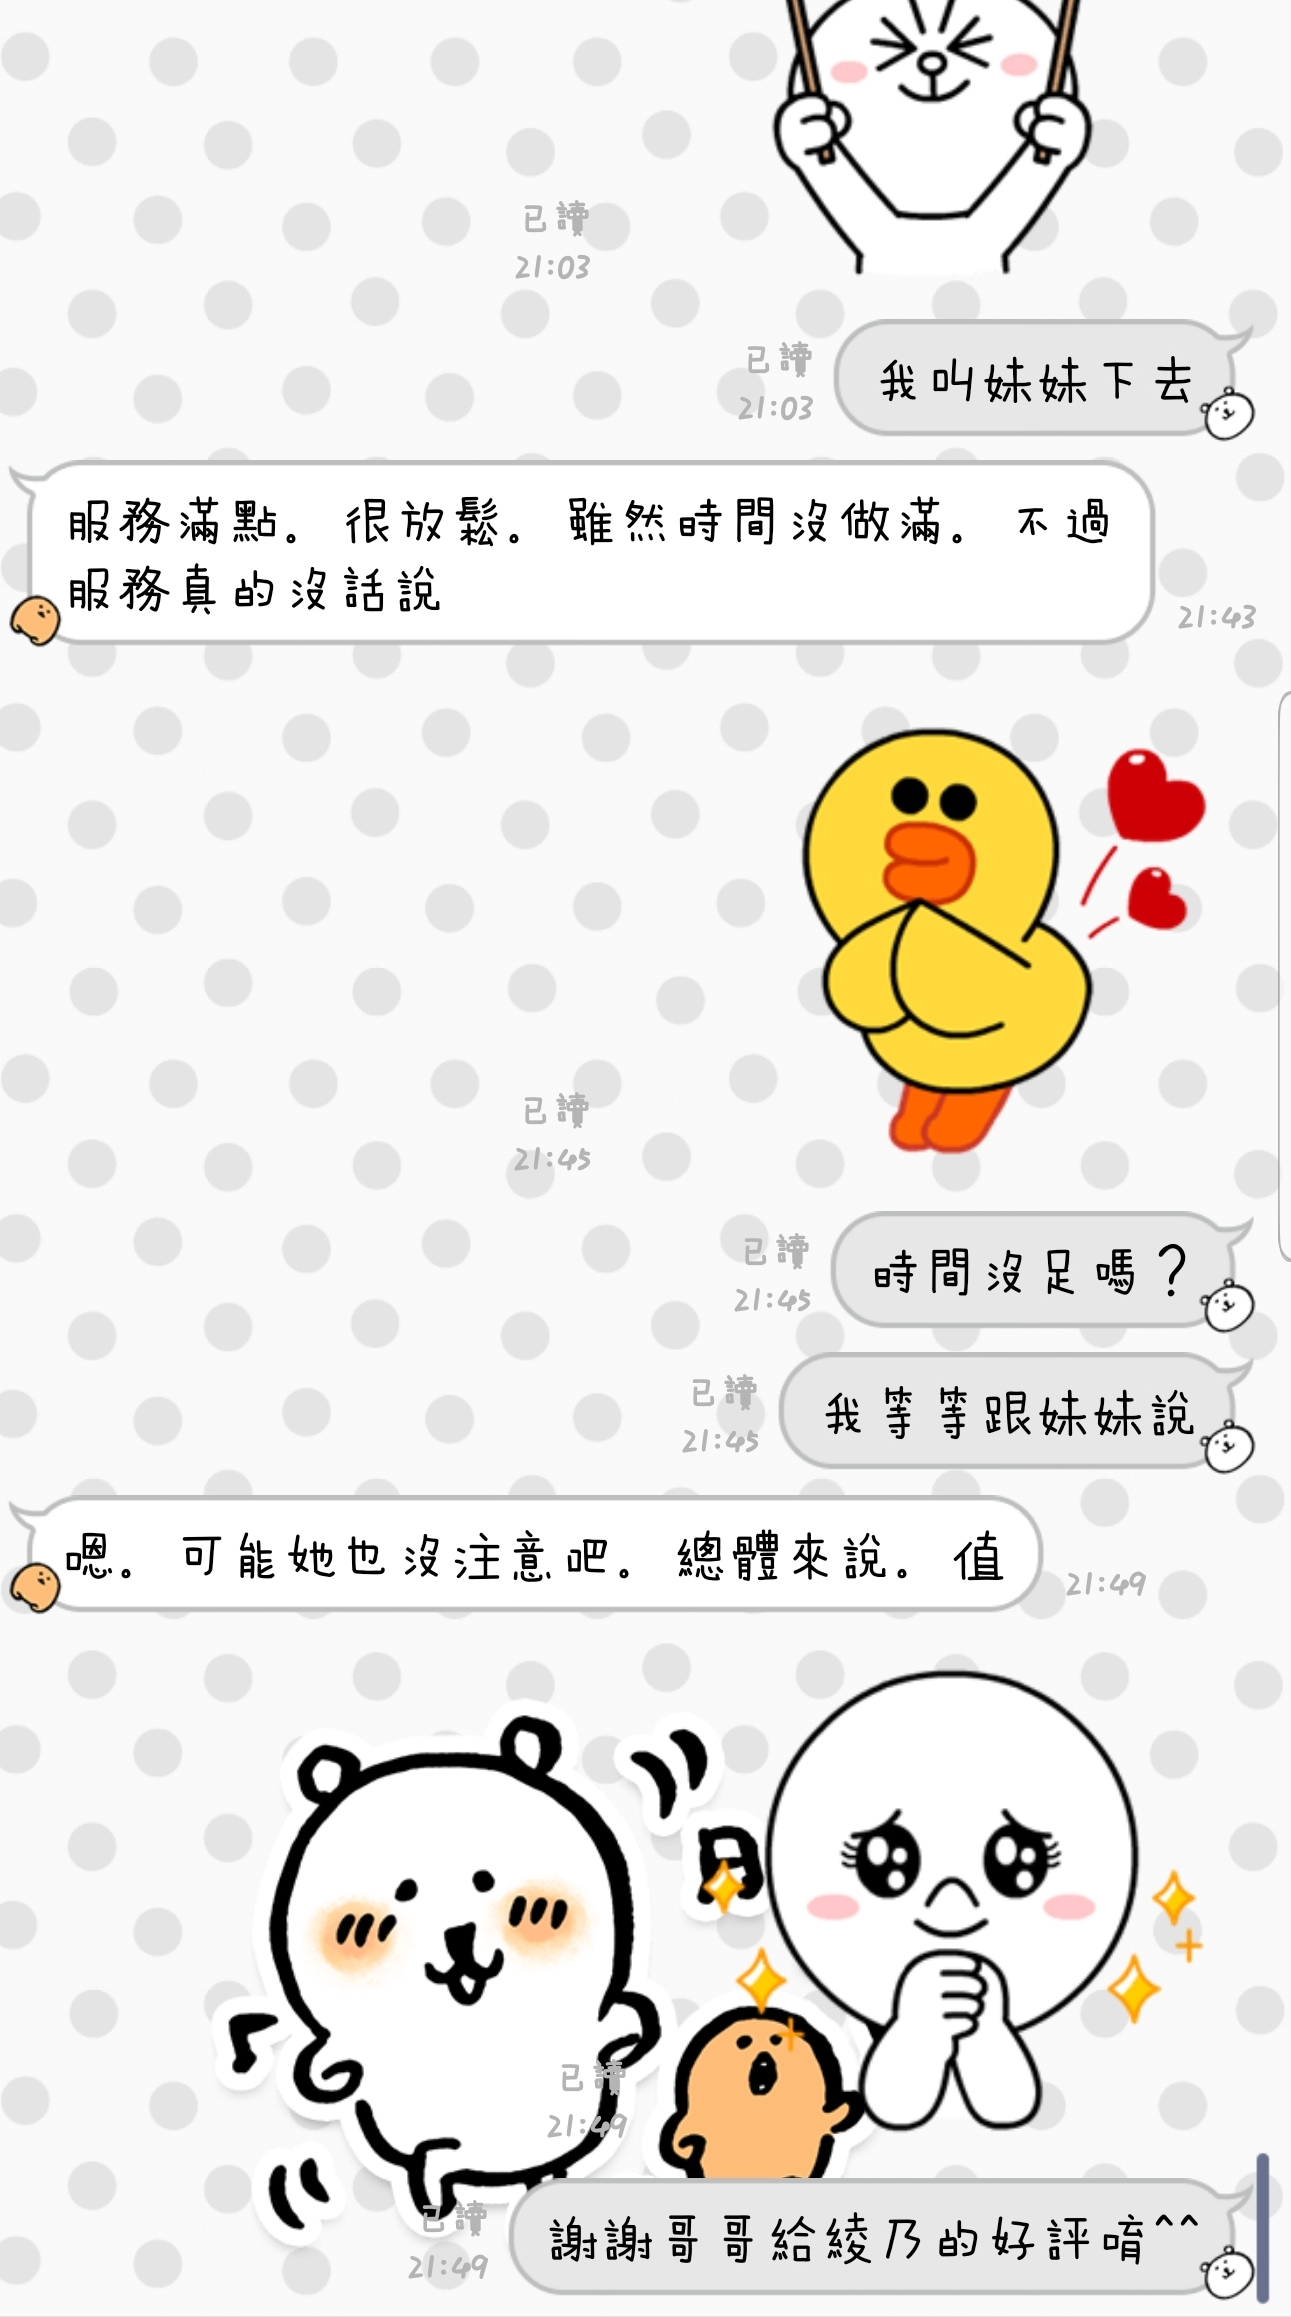 已讀
21:03
我叫妹妹下去
已讀
21:03
服務滿點。 很放鬆。 雖然時間沒做滿。 不過
服務真的沒話說
21:43
已讀
21:45
時間沒足嗎？
已讀
21:45
我等等跟妹妹說
已讀
21:45
嗯。 可能她也沒注意吧。 總體來說。 值
21:49
已讀
21:49
謝謝哥哥給綾乃的好評唷^^
已讀
21:49